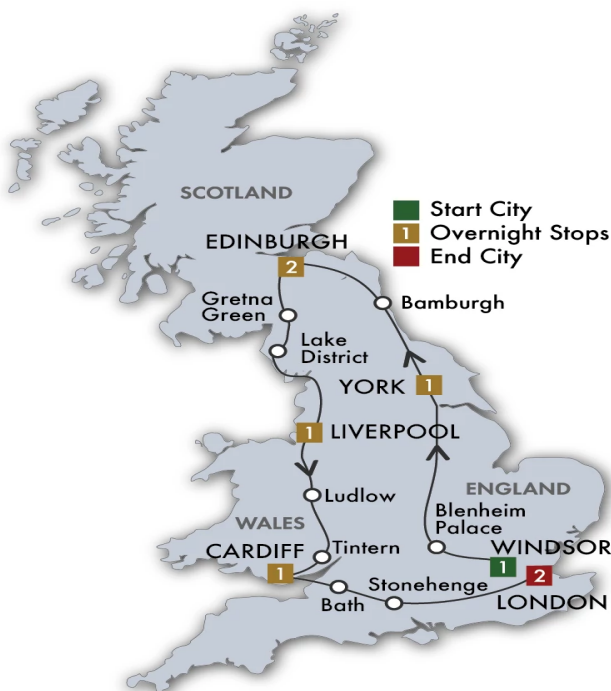 SCOTLAND
Start City
1 Overnight Stops
End City
EDINBURGH
2
Gretna
Green
Bamburgh
Lake
District
YORK 1
1 LIVERPOOL
Ludlow
ENGLAND
Blenheim
Palace
WALES
CARDIFF
1
Tintern
WINDSOR
1
2
LONDON
Stonehenge
Bath